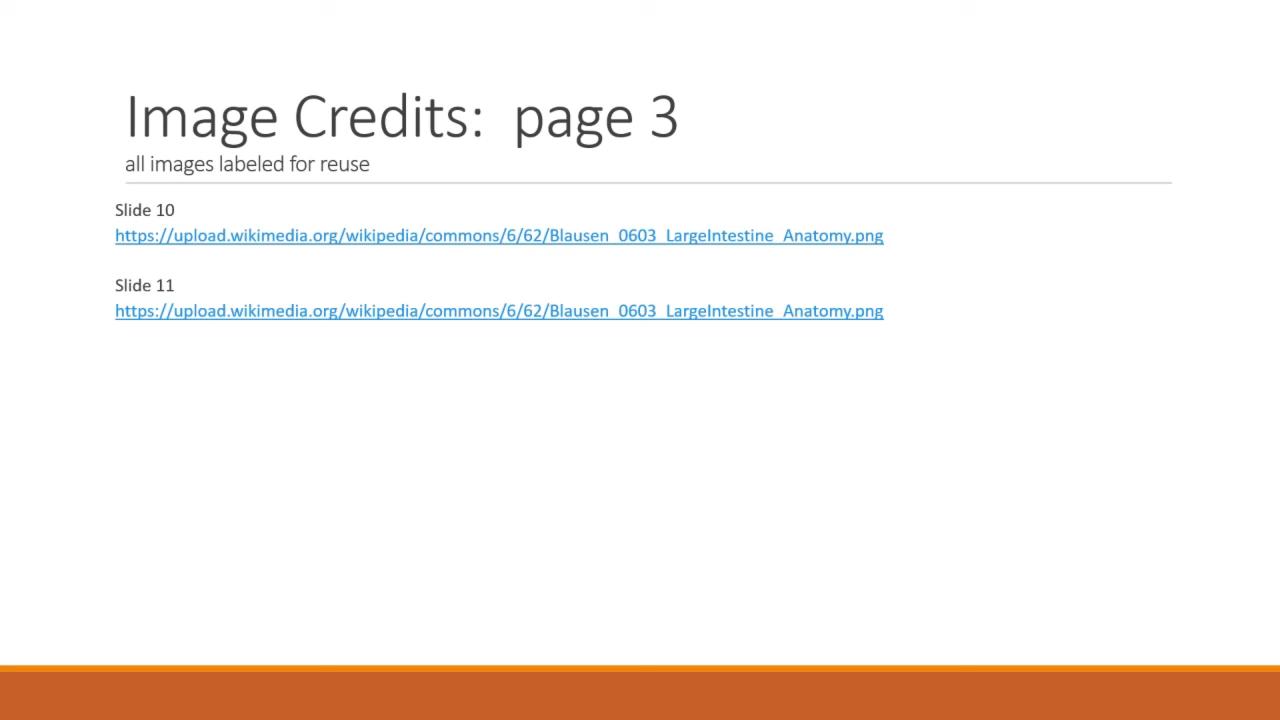 Image Credits:  page 3
all images labeled for reuse
Slide 10
https://upload.wikimedia.org/wikipedia/commons/6/62/Blausen_0603_LargeIntestine_Anatomy.png
Slide 11
https://upload.wikimedia.org/wikipedia/commons/6/62/Blausen_0603_LargeIntestine_Anatomy.png